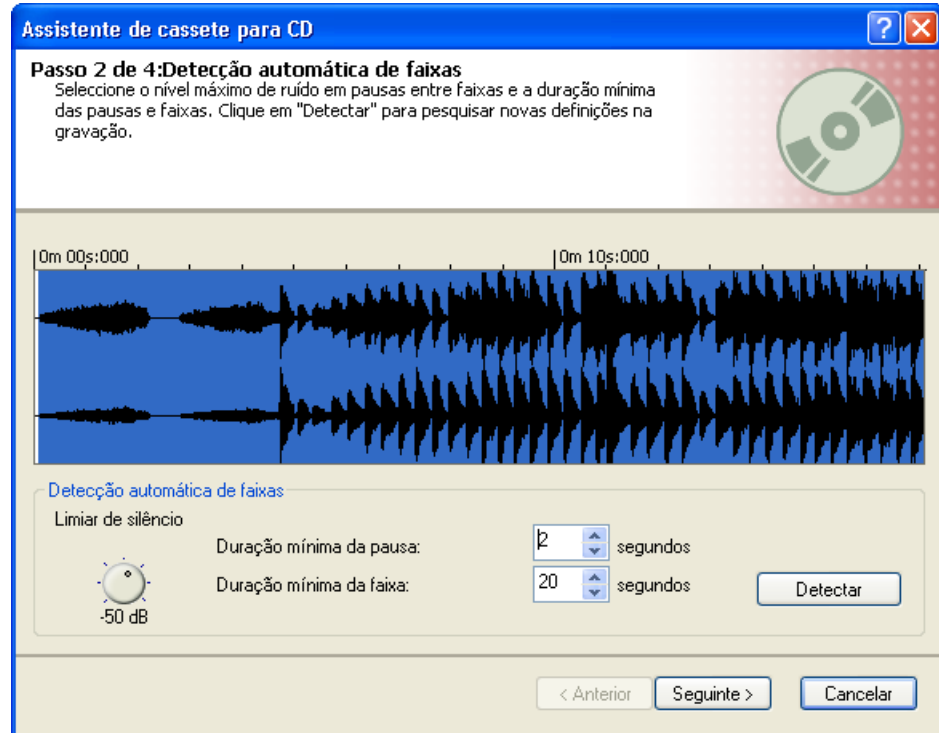 Assistente de cassete para CD
Passo 2 de 4:Detecção automática de faixas
Seleccione o nível máximo de ruído em pausas entre faixas e a duração mínima
das pausas e faixas. Clique em "Detectar" para pesquisar novas definições na
gravação.
0m 00s:000 0m 10s:000
Detecção automática de faixas
Limiar de silêncio
Duração mínima da pausa: 2 segundos
Duração mínima da faixa: 20 segundos
Detectar
-50 dB
< Anterior Seguinte > Cancelar